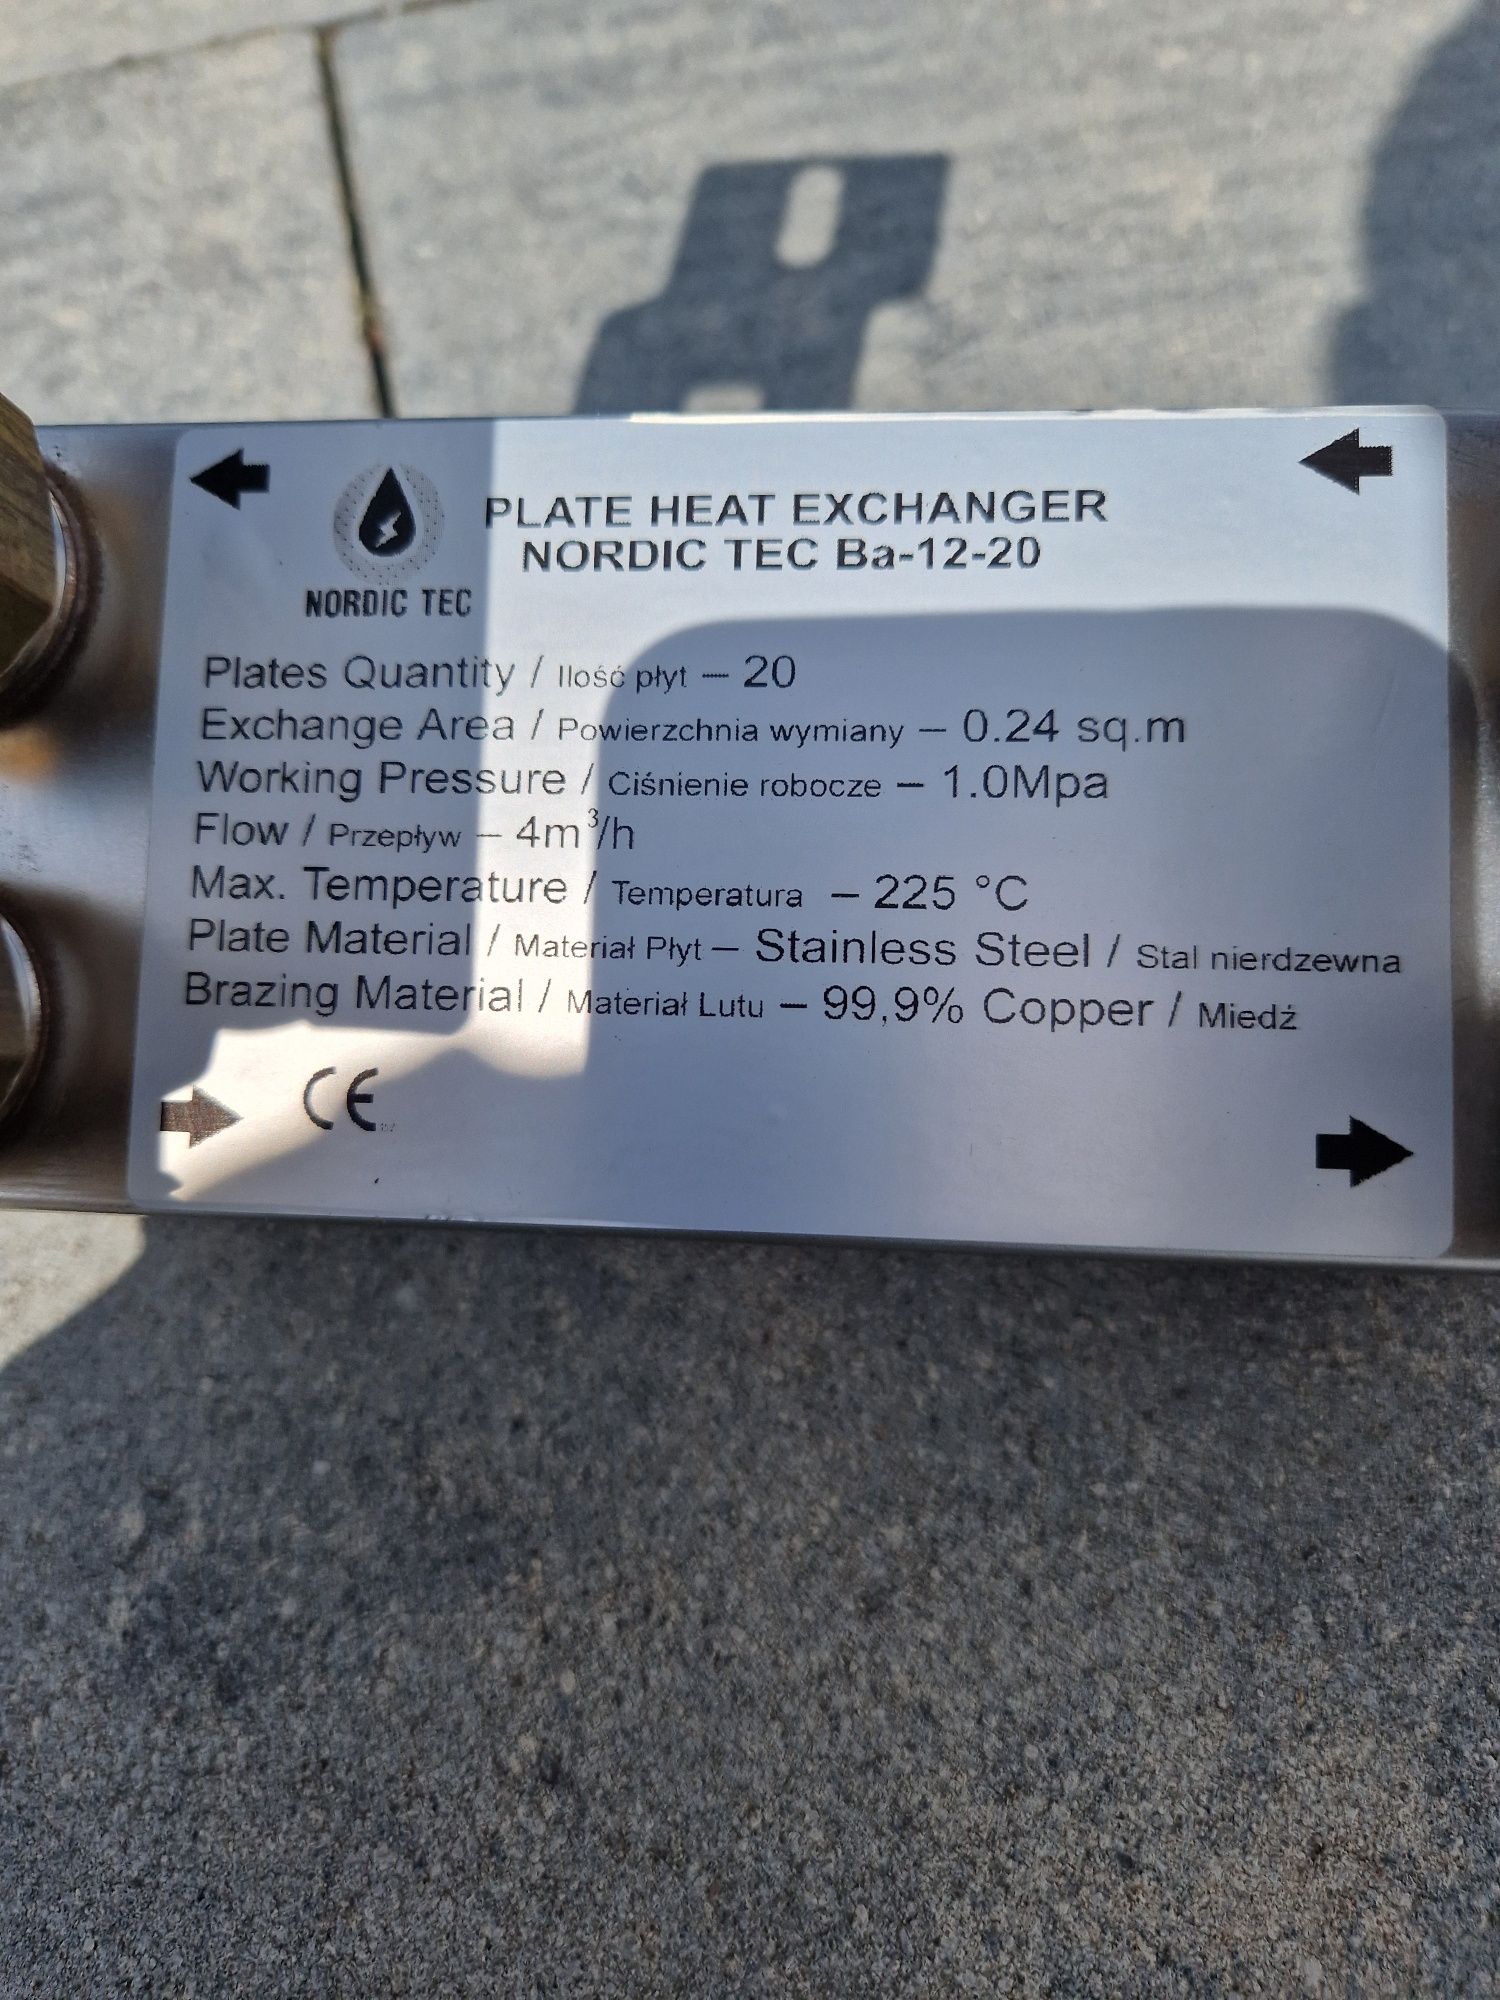 PLATE HEAT EXCHANGER
NORDIC TEC Ba-12-20
NORDIC TEC
Plates Quantity / Ilość płyt – 20
Exchange Area / Powierzchnia wymiany – 0.24 sq.m
Working Pressure / Ciśnienie robocze – 1.0Mpa
Flow / Przepływ – 4m³/h
Max. Temperature / Temperatura – 225 °C
Plate Material / Materiał Płyt – Stainless Steel / Stal nierdzewna
Brazing Material / Materiał Lutu – 99,9% Copper / Miedź
CE